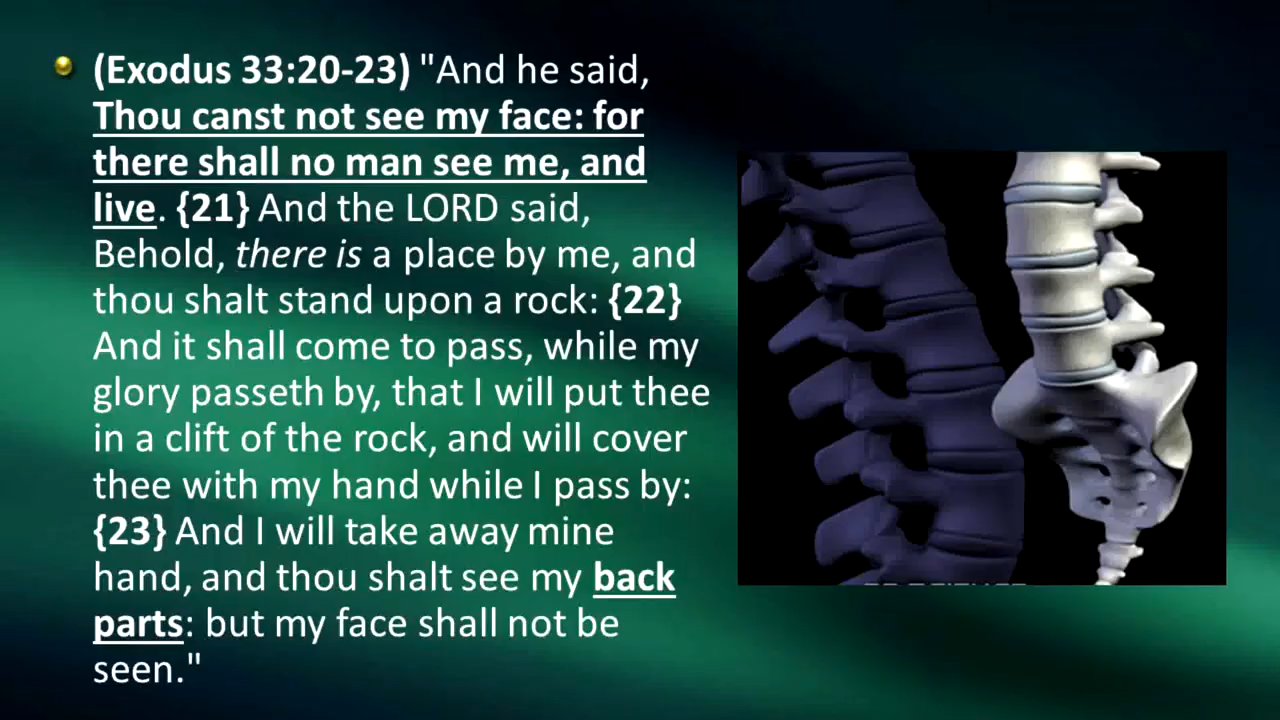 (Exodus 33:20-23) "And he said,
Thou canst not see my face: for
there shall no man see me, and
live. {21} And the LORD said,
Behold, there is a place by me, and
thou shalt stand upon a rock: {22}
And it shall come to pass, while my
glory passeth by, that I will put thee
in a clift of the rock, and will cover
thee with my hand while I pass by:
{23} And I will take away mine
hand, and thou shalt see my back
parts: but my face shall not be
seen."